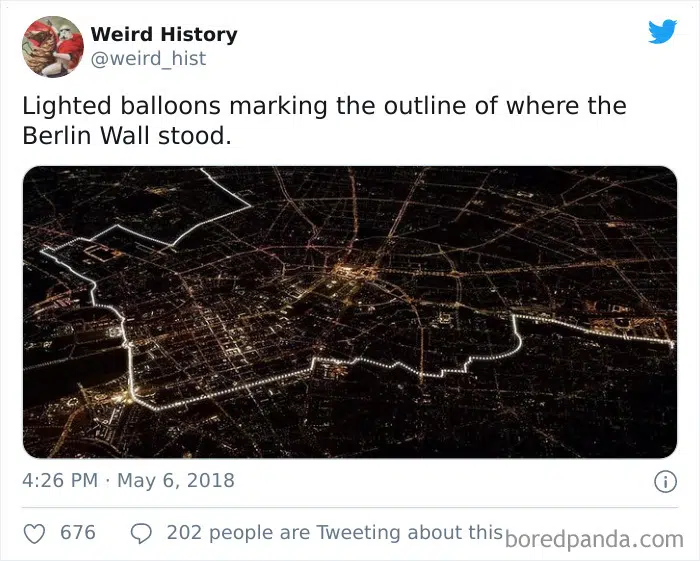 Weird History
@weird_hist
Lighted balloons marking the outline of where the
Berlin Wall stood.
4:26 PM · May 6, 2018
676
202 people are Tweeting about this
boredpanda.com